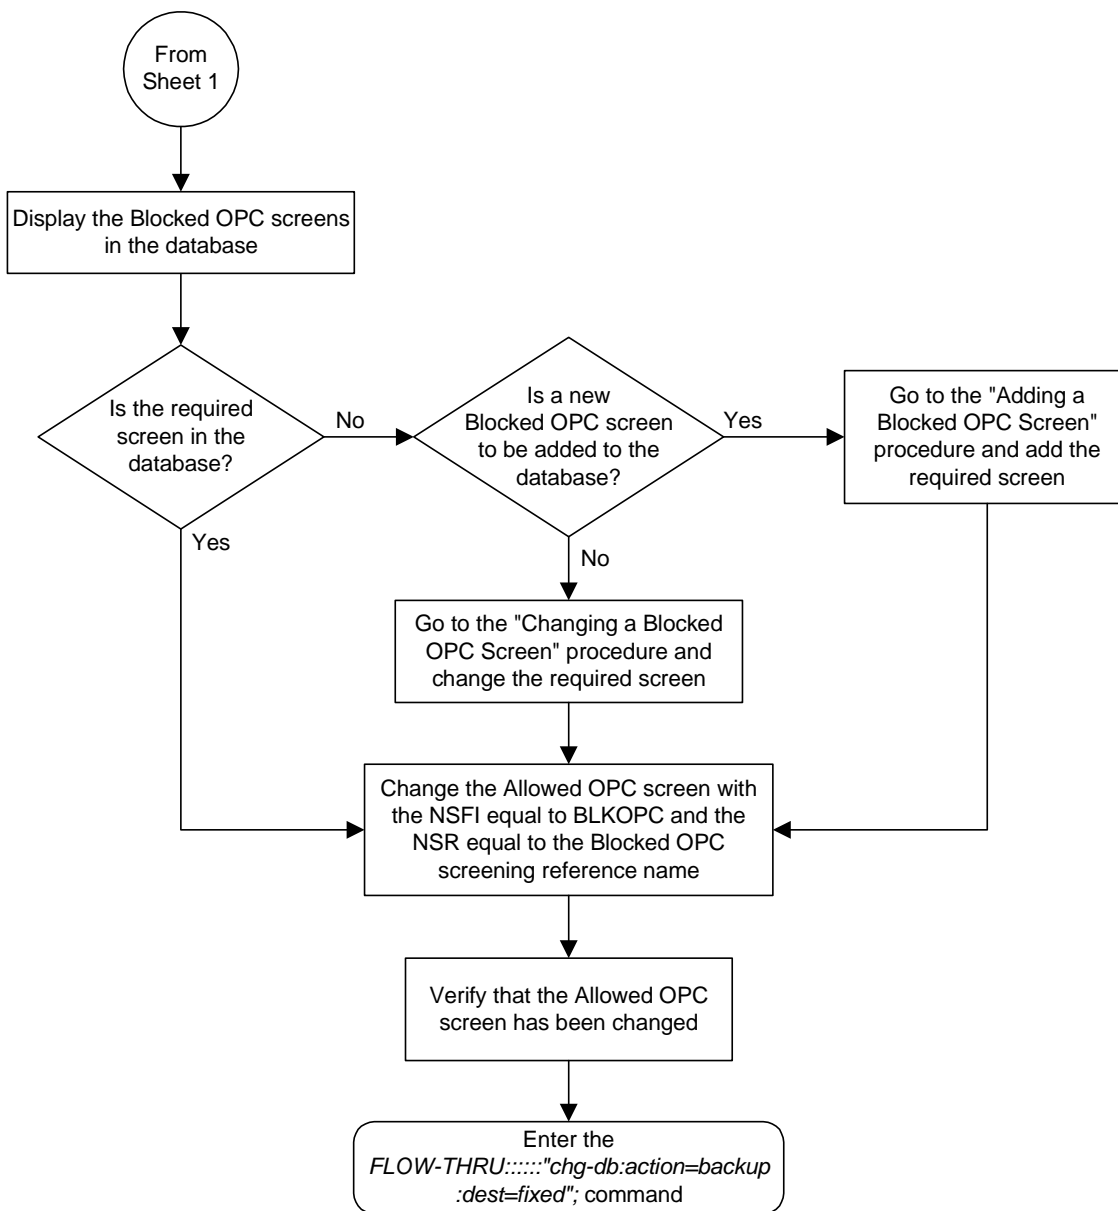 From
Sheet 1
Display the Blocked OPC screens
in the database
Is the required
screen in the
database?
No
Yes
Is a new
Blocked OPC screen
to be added to the
database?
Yes
No
Go to the "Adding a
Blocked OPC Screen"
procedure and add the
required screen
Go to the "Changing a Blocked
OPC Screen" procedure and
change the required screen
Change the Allowed OPC screen with
the NSFI equal to BLKOPC and the
NSR equal to the Blocked OPC
screening reference name
Verify that the Allowed OPC
screen has been changed
Enter the
FLOW-THRU::::::"chg-db:action=backup
:dest=fixed"; command